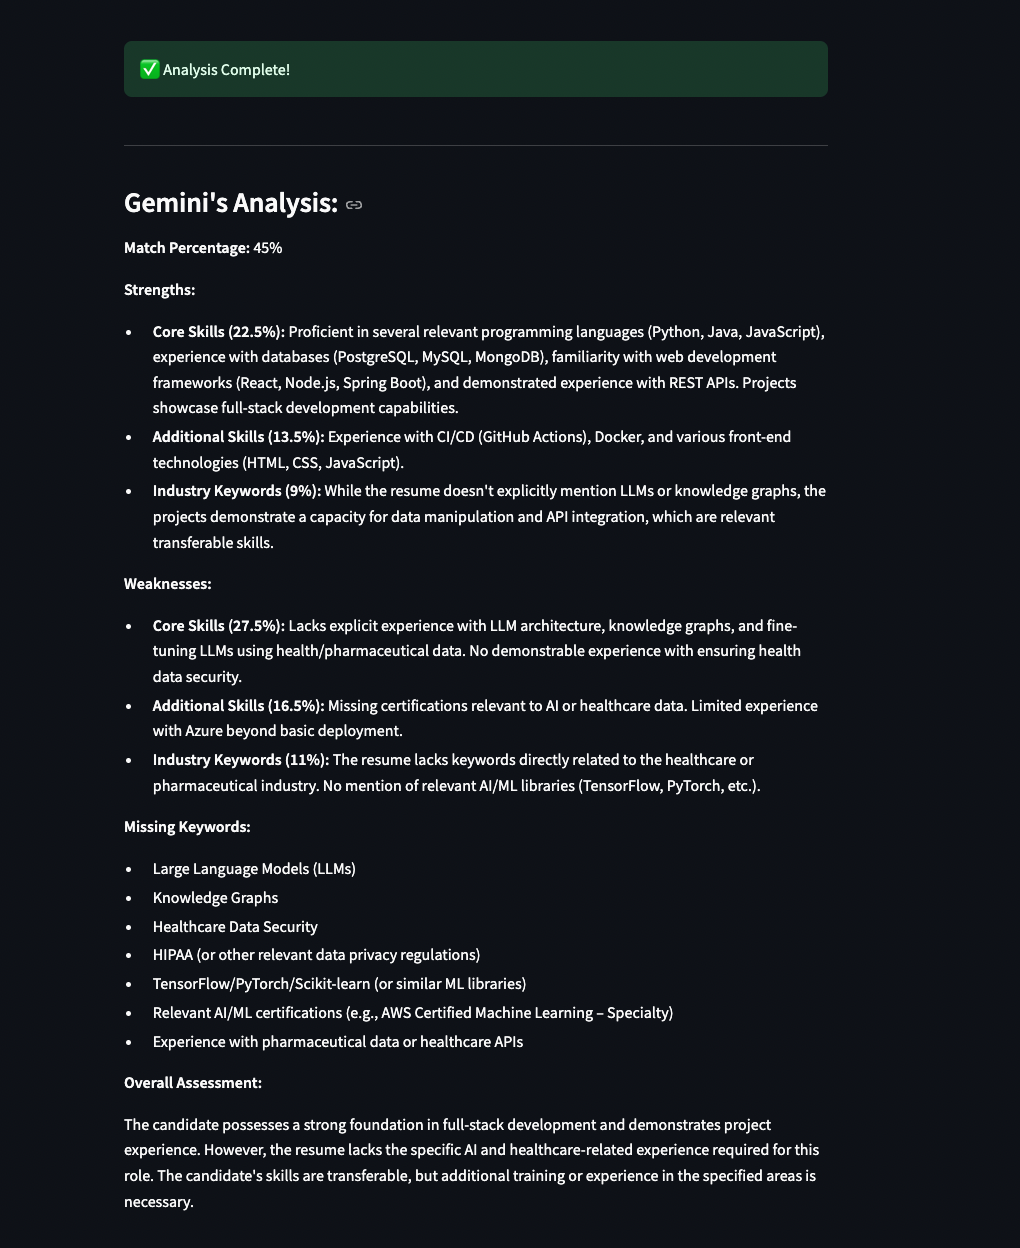 ✅ Analysis Complete!
Gemini's Analysis:
Match Percentage: 45%
Strengths:
• Core Skills (22.5%): Proficient in several relevant programming languages (Python, Java, JavaScript),
experience with databases (PostgreSQL, MySQL, MongoDB), familiarity with web development
frameworks (React, Node.js, Spring Boot), and demonstrated experience with REST APIs. Projects
showcase full-stack development capabilities.
• Additional Skills (13.5%): Experience with CI/CD (GitHub Actions), Docker, and various front-end
technologies (HTML, CSS, JavaScript).
• Industry Keywords (9%): While the resume doesn't explicitly mention LLMs or knowledge graphs, the
projects demonstrate a capacity for data manipulation and API integration, which are relevant
transferable skills.
Weaknesses:
• Core Skills (27.5%): Lacks explicit experience with LLM architecture, knowledge graphs, and fine-
tuning LLMs using health/pharmaceutical data. No demonstrable experience with ensuring health
data security.
• Additional Skills (16.5%): Missing certifications relevant to AI or healthcare data. Limited experience
with Azure beyond basic deployment.
• Industry Keywords (11%): The resume lacks keywords directly related to the healthcare or
pharmaceutical industry. No mention of relevant AI/ML libraries (TensorFlow, PyTorch, etc.).
Missing Keywords:
• Large Language Models (LLMs)
• Knowledge Graphs
• Healthcare Data Security
• HIPAA (or other relevant data privacy regulations)
• TensorFlow/PyTorch/Scikit-learn (or similar ML libraries)
• Relevant AI/ML certifications (e.g., AWS Certified Machine Learning – Specialty)
• Experience with pharmaceutical data or healthcare APIs
Overall Assessment:
The candidate possesses a strong foundation in full-stack development and demonstrates project
experience. However, the resume lacks the specific AI and healthcare-related experience required for this
role. The candidate's skills are transferable, but additional training or experience in the specified areas is
necessary.